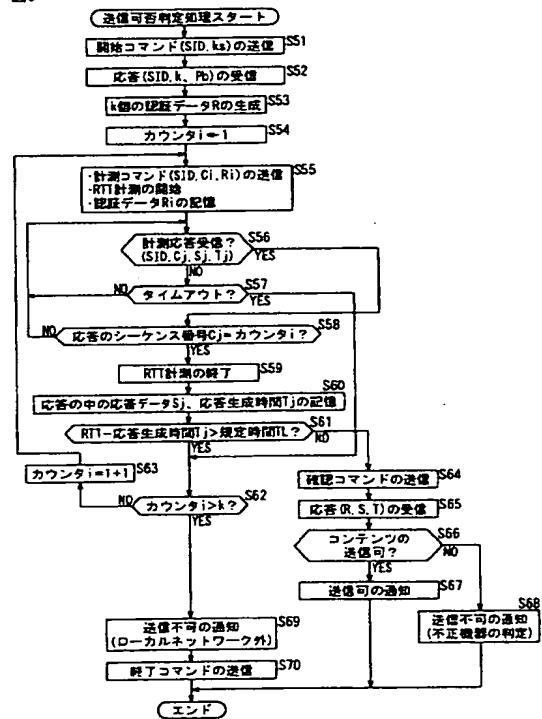 送信可否判定処理スタート
開始コマンド(SID,ks)の送信 S51
応答(SID,k、Pb)の受信 S52
k個の認証データRの生成 S53
カウンタi=1 S54
・計測コマンド(SID,Ci,Ri)の送信 S55
・RTT計測の開始
・認証データRiの記憶
計測応答受信? S56
(SID,Cj,Sj,Tj) YES
NO
NO タイムアウト? S57 YES
NO 応答のシーケンス番号Cj=カウンタi? S58
YES
RTT計測の終了 S59
応答の中の応答データSj、応答生成時間Tjの記憶 S60
RTT-応答生成時間Tj>規定時間TL? S61
NO
YES
カウンタi=1+1 S63
NO カウンタi>k? S62
YES
確認コマンドの送信 S64
応答(R,S,T)の受信 S65
コンテンツの S66
送信可? NO
YES
送信可の通知 S67
送信不可の通知 S68
(不正機器の判定)
送信不可の通知 S69
(ローカルネットワーク外)
終了コマンドの送信 S70
エンド